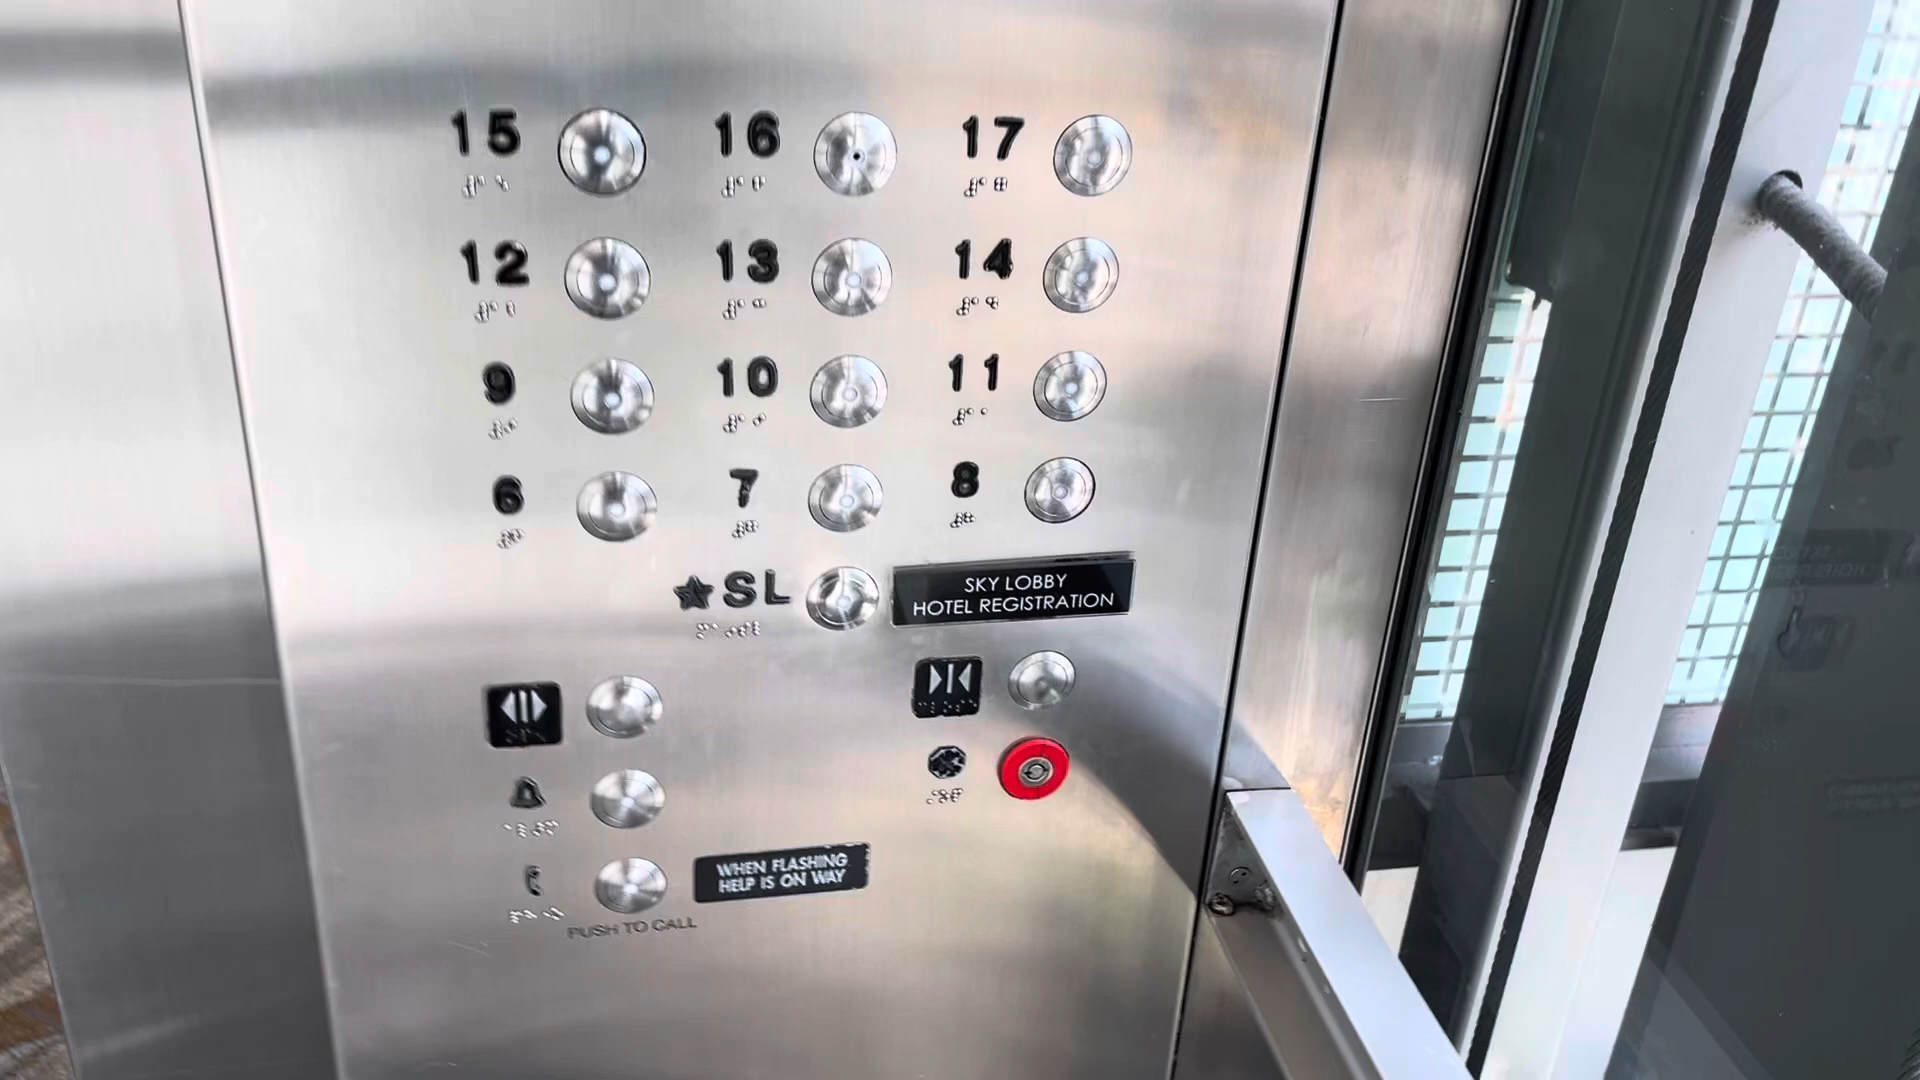 15 16 17
12 13 14
9 10 11
6 7 8
★SL
SKY LOBBY
HOTEL REGISTRATION
WHEN FLASHING
HELP IS ON WAY
PUSH TO CALL